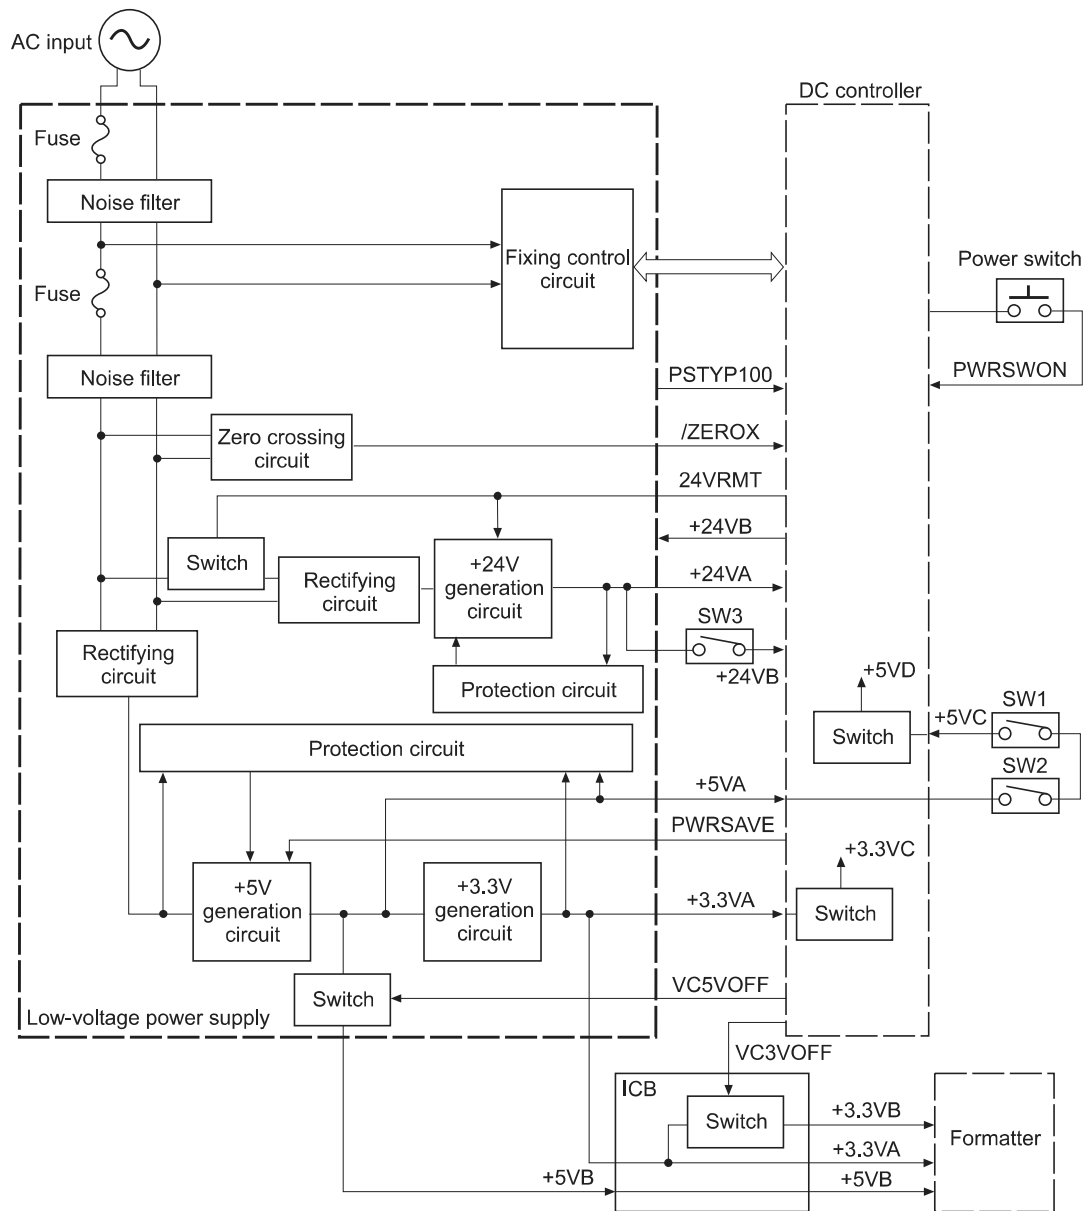 AC input
DC controller
Fuse
Noise filter
Fixing control
circuit
Power switch
Fuse
PWRSWON
Noise filter
PSTYP100
Zero crossing
circuit
/ZEROX
24VRMT
+24VB
Switch
+24V
generation
circuit
Rectifying
circuit
+24VA
SW3
Rectifying
circuit
+24VB
Protection circuit
+5VD
SW1
+5VC
Switch
Protection circuit
SW2
+5VA
PWRSAVE
+3.3VC
+5V
generation
circuit
+3.3V
generation
circuit
+3.3VA
Switch
Switch
VC5VOFF
Low-voltage power supply
VC3VOFF
ICB
Switch
+3.3VB
Formatter
+3.3VA
+5VB
+5VB